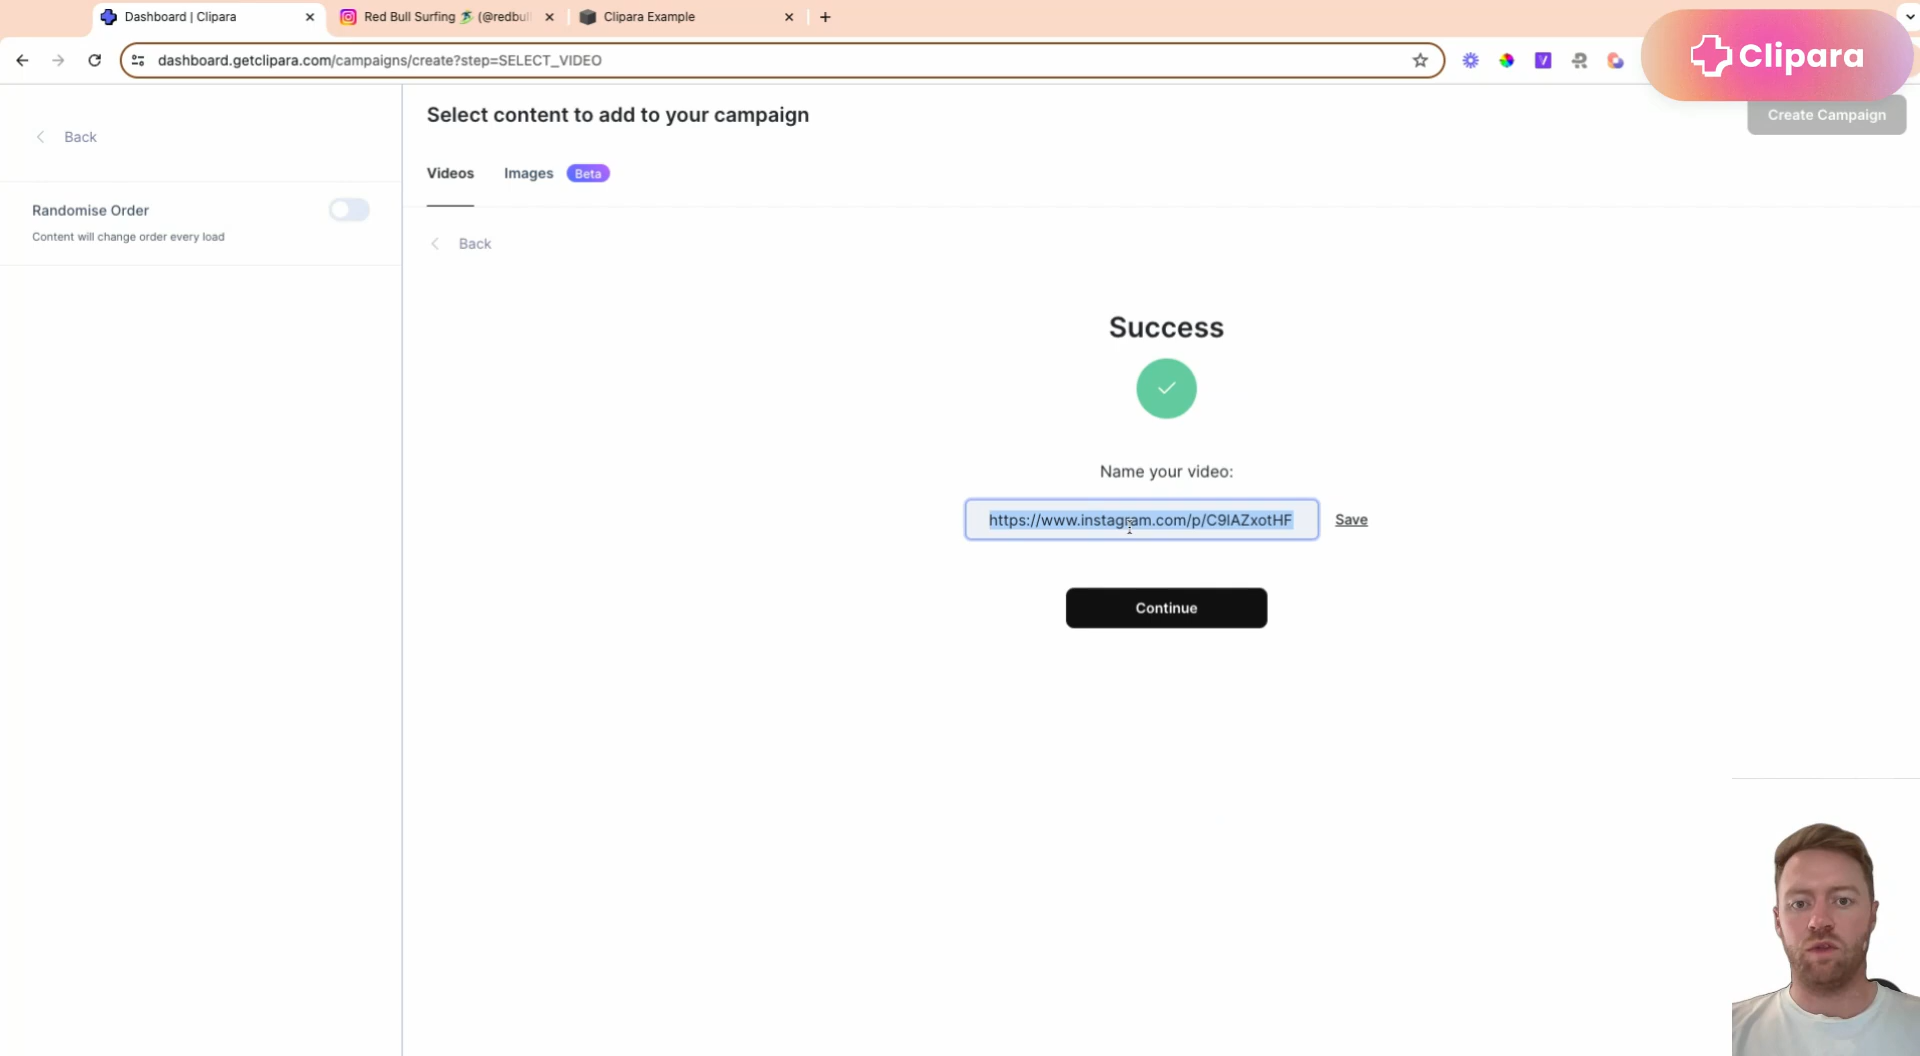 Dashboard | Clipara
Red Bull Surfing 🏄 (@redbul
Clipara Example
dashboard.getclipara.com/campaigns/create?step=SELECT_VIDEO
Clipara
Back
Select content to add to your campaign
Create Campaign
Videos
Images
Beta
Randomise Order
Content will change order every load
Back
Success
Name your video:
https://www.instagram.com/p/C9IAZxotHF
Save
Continue